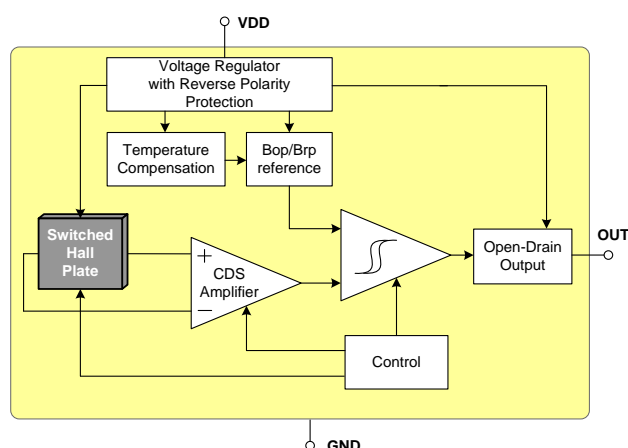 VDD
Voltage Regulator
with Reverse Polarity
Protection
Temperature
Compensation
Bop/Brp
reference
Switched
Hall
Plate
+
CDS
Amplifier
−
Open-Drain
Output
OUT
Control
GND